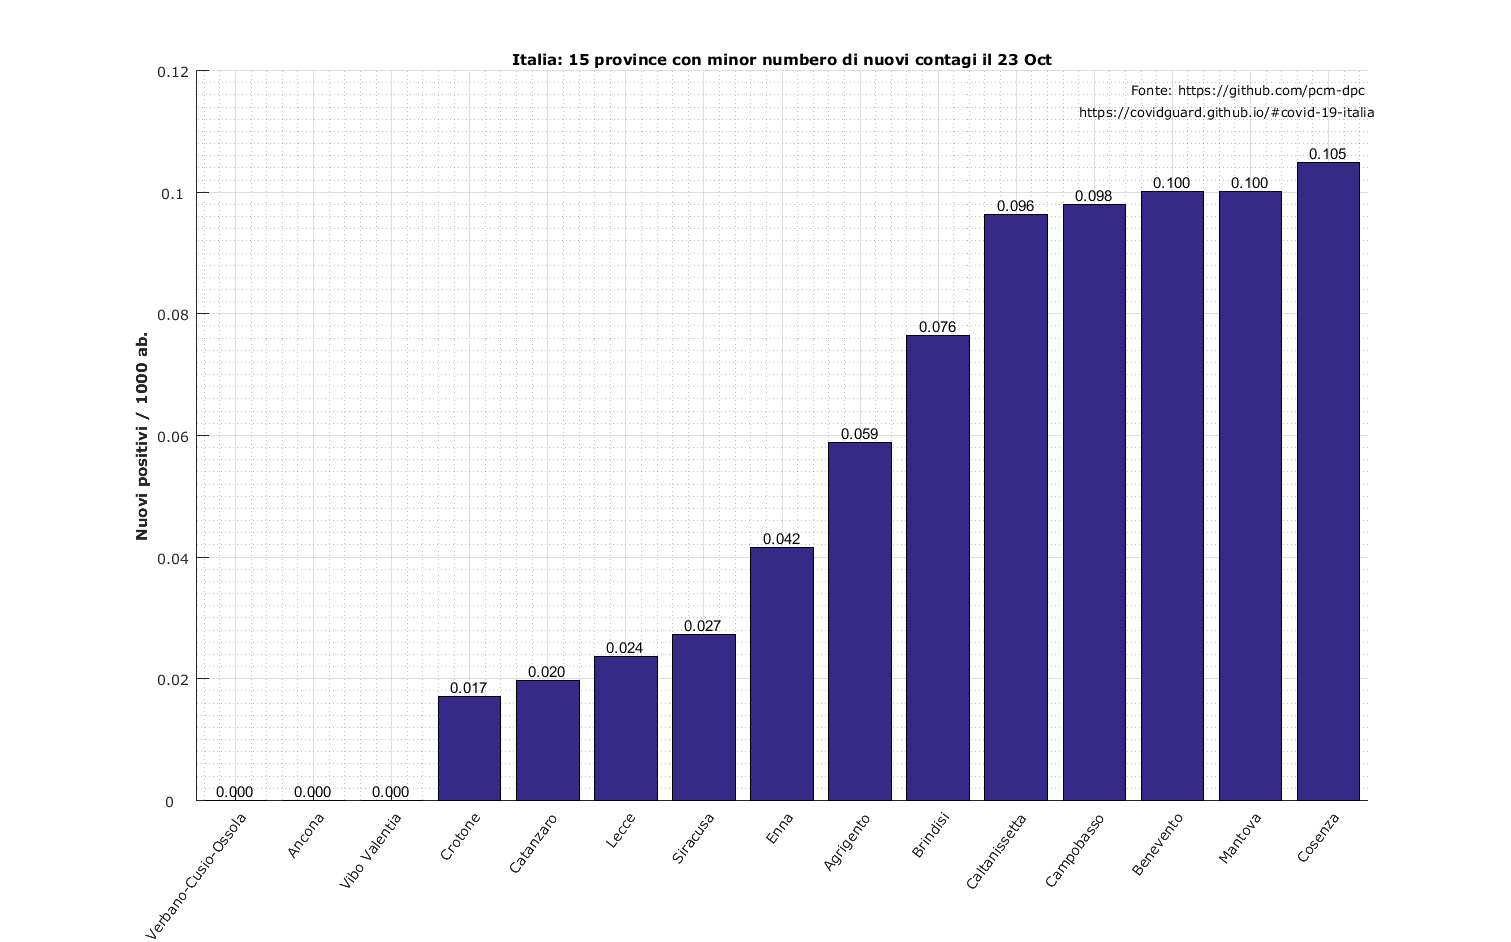 Italia: 15 province con minor numbero di nuovi contagi il 23 Oct
Fonte: https://github.com/pcm-dpc
https://covidguard.github.io/#covid-19-italia
Nuovi positivi / 1000 ab.
0.12
0.1
0.08
0.06
0.04
0.02
0
0.000
0.000
0.000
0.017
0.020
0.024
0.027
0.042
0.059
0.076
0.096
0.098
0.100
0.100
0.105
Verbano-Cusio-Ossola
Ancona
Vibo Valentia
Crotone
Catanzaro
Lecce
Siracusa
Enna
Agrigento
Brindisi
Caltanissetta
Campobasso
Benevento
Mantova
Cosenza